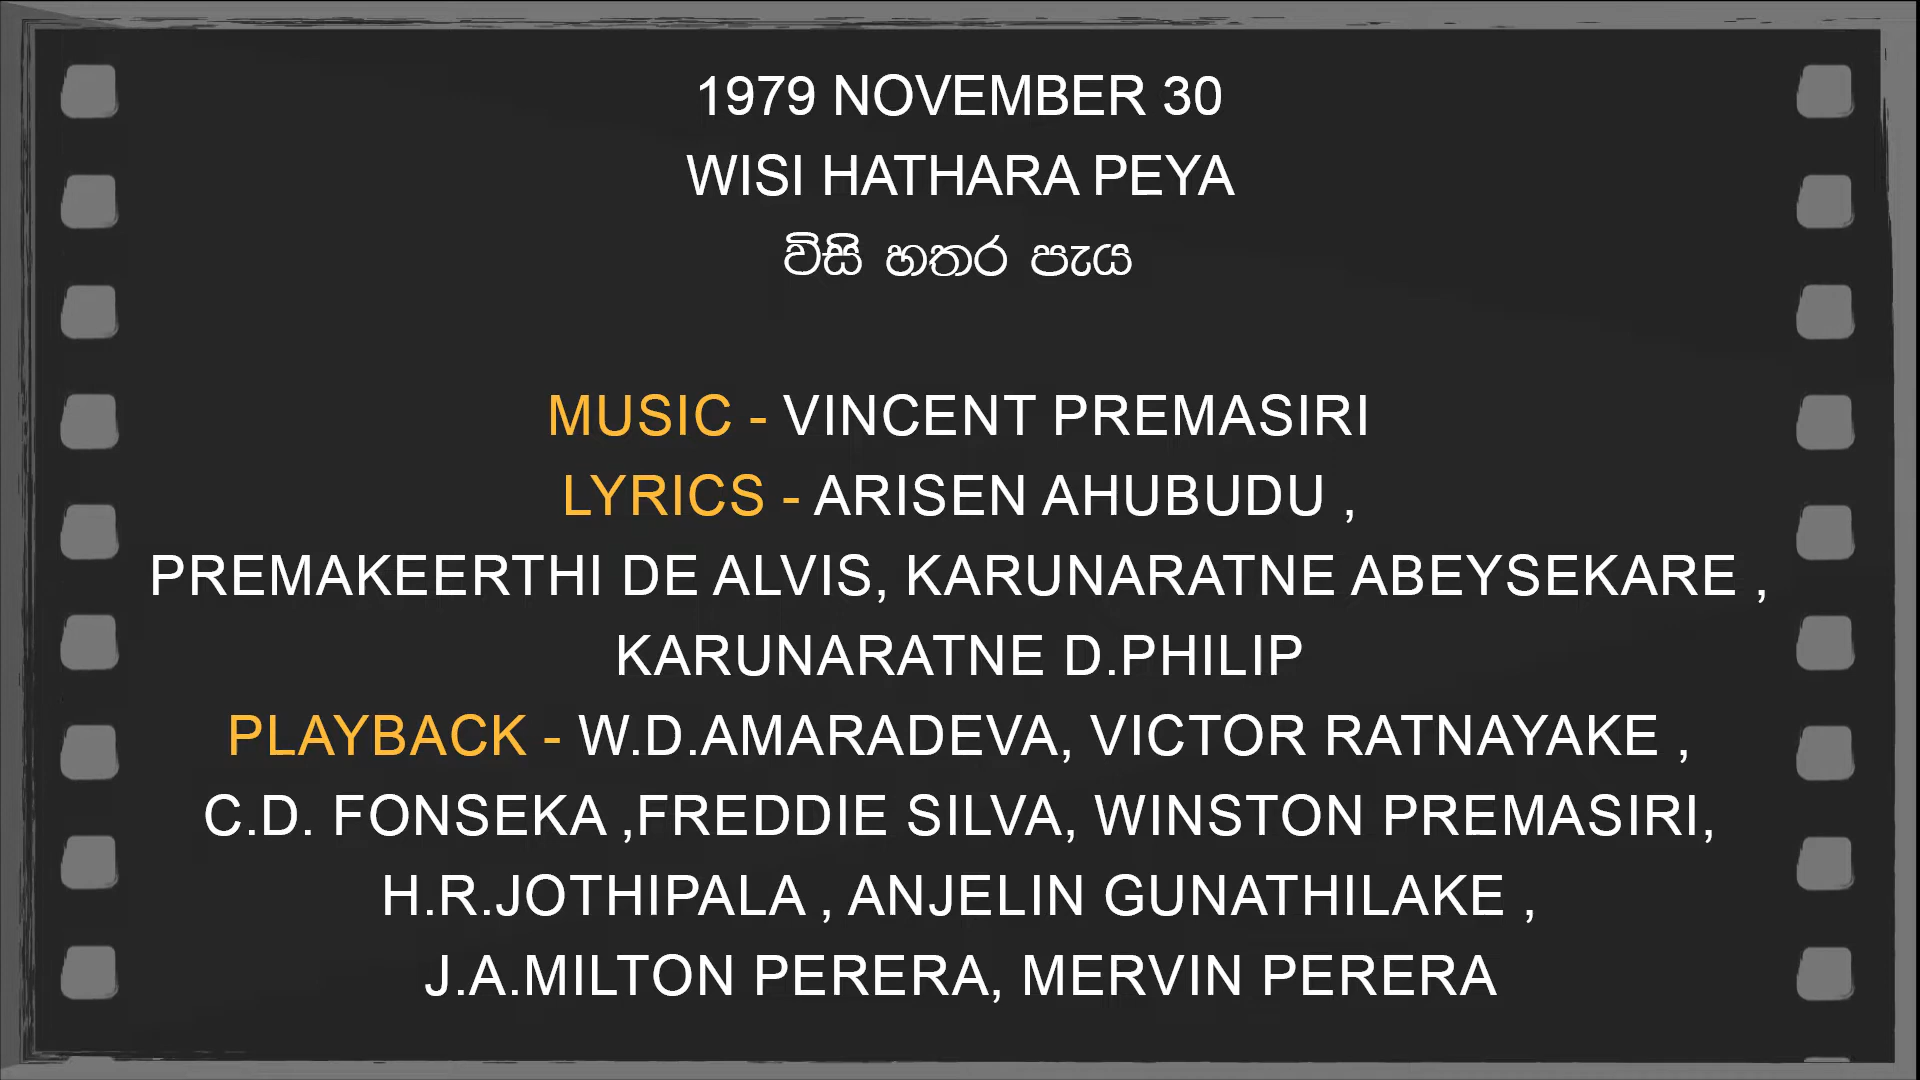 1979 NOVEMBER 30
WISI HATHARA PEYA
විසි හතර පැය
MUSIC - VINCENT PREMASIRI
LYRICS - ARISEN AHUBUDU ,
PREMAKEERTHI DE ALVIS, KARUNARATNE ABEYSEKARE ,
KARUNARATNE D.PHILIP
PLAYBACK - W.D.AMARADEVA, VICTOR RATNAYAKE ,
C.D. FONSEKA ,FREDDIE SILVA, WINSTON PREMASIRI,
H.R.JOTHIPALA , ANJELIN GUNATHILAKE ,
J.A.MILTON PERERA, MERVIN PERERA